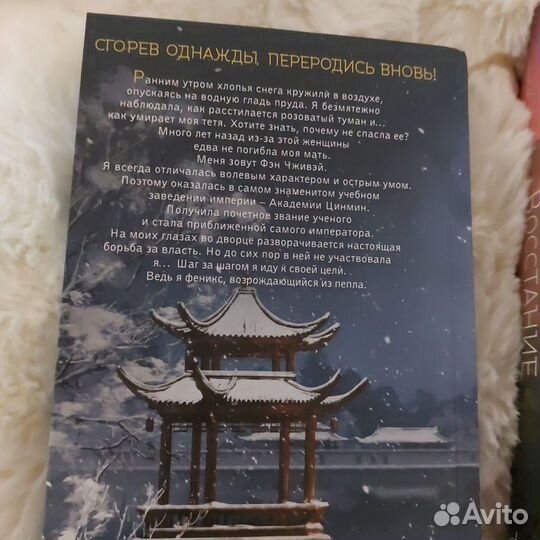 СГОРЕВ ОДНАЖДЫ, ПЕРЕРОДИСЬ ВНОВЬ!
Ранним утром хлопья снега кружили в воздухе,
опускаясь на водную гладь пруда. Я безмятежно
наблюдала, как расстилается розоватый туман и...
как умирает моя тетя. Хотите знать, почему не спасла ее?
Много лет назад из-за этой женщины
едва не погибла моя мать.
Меня зовут Фэн Чживэй.
Я всегда отличалась волевым характером и острым умом.
Поэтому оказалась в самом знаменитом учебном
заведении империи – Академии Цинмин.
Получила почетное звание ученого
и стала приближенной самого императора.
На моих глазах во дворце разворачивается настоящая
борьба за власть. Но до сих пор в ней не участвовала
я... Шаг за шагом я иду к своей цели.
Ведь я феникс, возрождающийся из пепла.
ВОССТАНИЕ
Avito